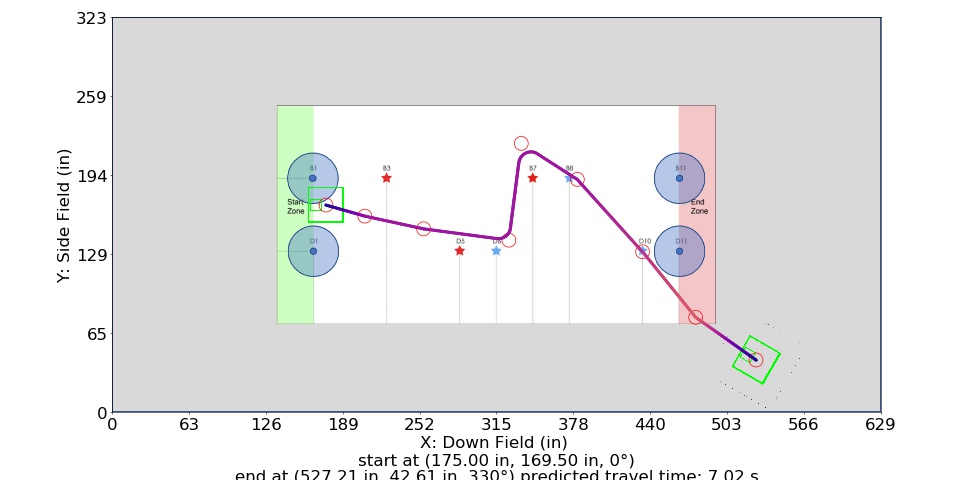 323
259
194
129
65
0
Y: Side Field (in)
B1
B3
B7
B8
B11
Start
Zone
End
Zone
D1
D5
D6
D10
D11
0 63 126 189 252 315 378 440 503 566 629
X: Down Field (in)
start at (175.00 in, 169.50 in, 0°)
end at (527.21 in, 42.61 in, 330°) predicted travel time: 7.02 s